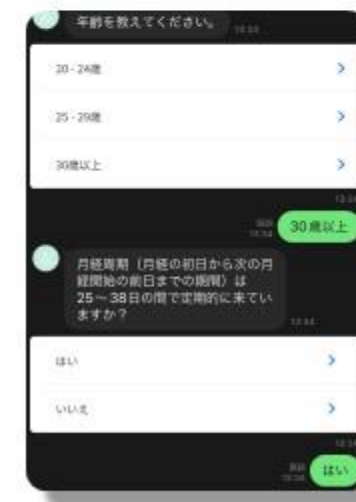 年齢を教えてください。
20 - 24歳
25 - 29歳
30歳以上
30歳以上
月経周期（月経の初日から次の月
経開始の前日までの期間）は
25〜38日の間で定期的に来てい
ますか？
はい
いいえ
はい